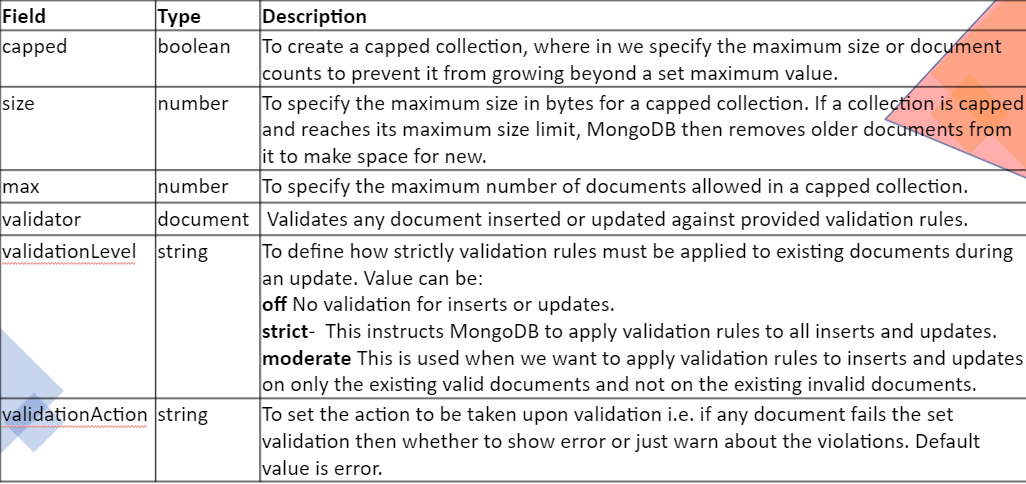 Field Type Description
capped boolean To create a capped collection, where in we specify the maximum size or document
counts to prevent it from growing beyond a set maximum value.
size number To specify the maximum size in bytes for a capped collection. If a collection is capped
and reaches its maximum size limit, MongoDB then removes older documents from
it to make space for new.
max number To specify the maximum number of documents allowed in a capped collection.
validator document Validates any document inserted or updated against provided validation rules.
validationLevel string To define how strictly validation rules must be applied to existing documents during
an update. Value can be:
off No validation for inserts or updates.
strict- This instructs MongoDB to apply validation rules to all inserts and updates.
moderate This is used when we want to apply validation rules to inserts and updates
on only the existing valid documents and not on the existing invalid documents.
validationAction string To set the action to be taken upon validation i.e. if any document fails the set
validation then whether to show error or just warn about the violations. Default
value is error.